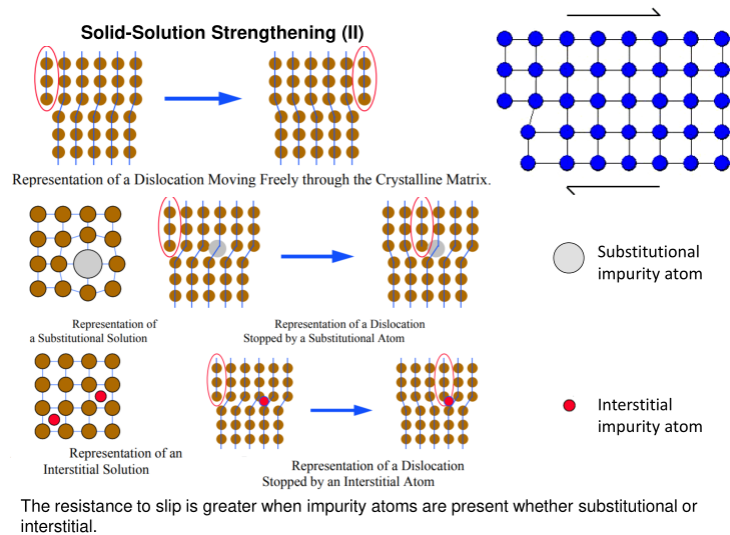 Solid-Solution Strengthening (II)
Representation of a Dislocation Moving Freely through the Crystalline Matrix.
Representation of
a Substitutional Solution
Representation of a Dislocation
Stopped by a Substitutional Atom
Substitutional
impurity atom
Representation of an
Interstitial Solution
Representation of a Dislocation
Stopped by an Interstitial Atom
Interstitial
impurity atom
The resistance to slip is greater when impurity atoms are present whether substitutional or
interstitial.